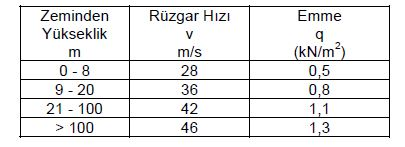 Zeminden Rüzgar Hızı Emme
Yükseklik v q
m m/s (kN/m²)
0 - 8 28 0,5
9 - 20 36 0,8
21 - 100 42 1,1
> 100 46 1,3